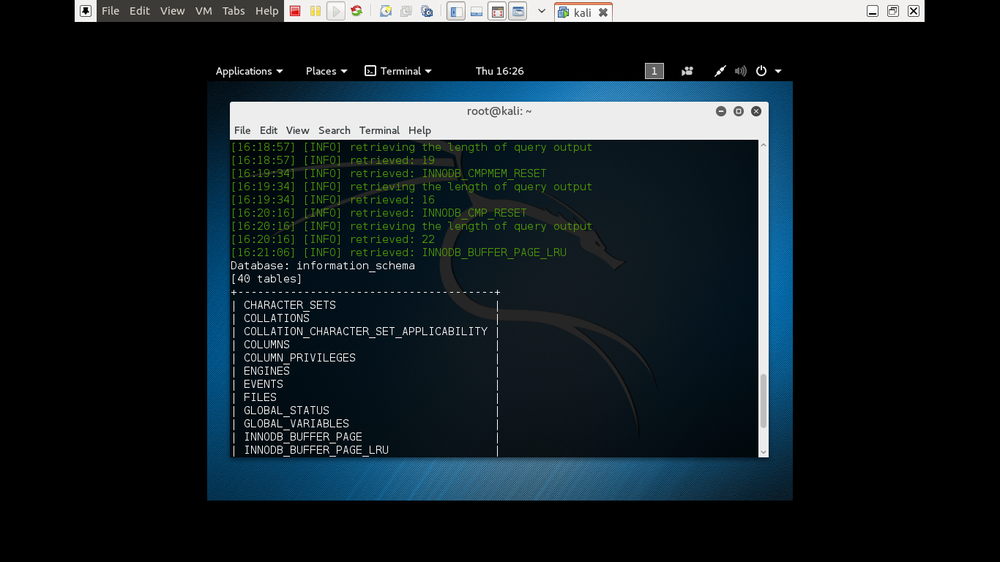 File Edit View VM Tabs Help kali
Applications Places Terminal Thu 16:26 1
root@kali: ~
File Edit View Search Terminal Help
[16:18:57] [INFO] retrieving the length of query output
[16:18:57] [INFO] retrieved: 19
[16:19:34] [INFO] retrieved: INNODB_CMPMEM_RESET
[16:19:34] [INFO] retrieving the length of query output
[16:19:34] [INFO] retrieved: 16
[16:20:16] [INFO] retrieved: INNODB_CMP_RESET
[16:20:16] [INFO] retrieving the length of query output
[16:20:16] [INFO] retrieved: 22
[16:21:06] [INFO] retrieved: INNODB_BUFFER_PAGE_LRU
Database: information_schema
[40 tables]
+---------------------------------------+
| CHARACTER_SETS                        |
| COLLATIONS                            |
| COLLATION_CHARACTER_SET_APPLICABILITY |
| COLUMNS                               |
| COLUMN_PRIVILEGES                     |
| ENGINES                               |
| EVENTS                                |
| FILES                                 |
| GLOBAL_STATUS                         |
| GLOBAL_VARIABLES                      |
| INNODB_BUFFER_PAGE                    |
| INNODB_BUFFER_PAGE_LRU                |